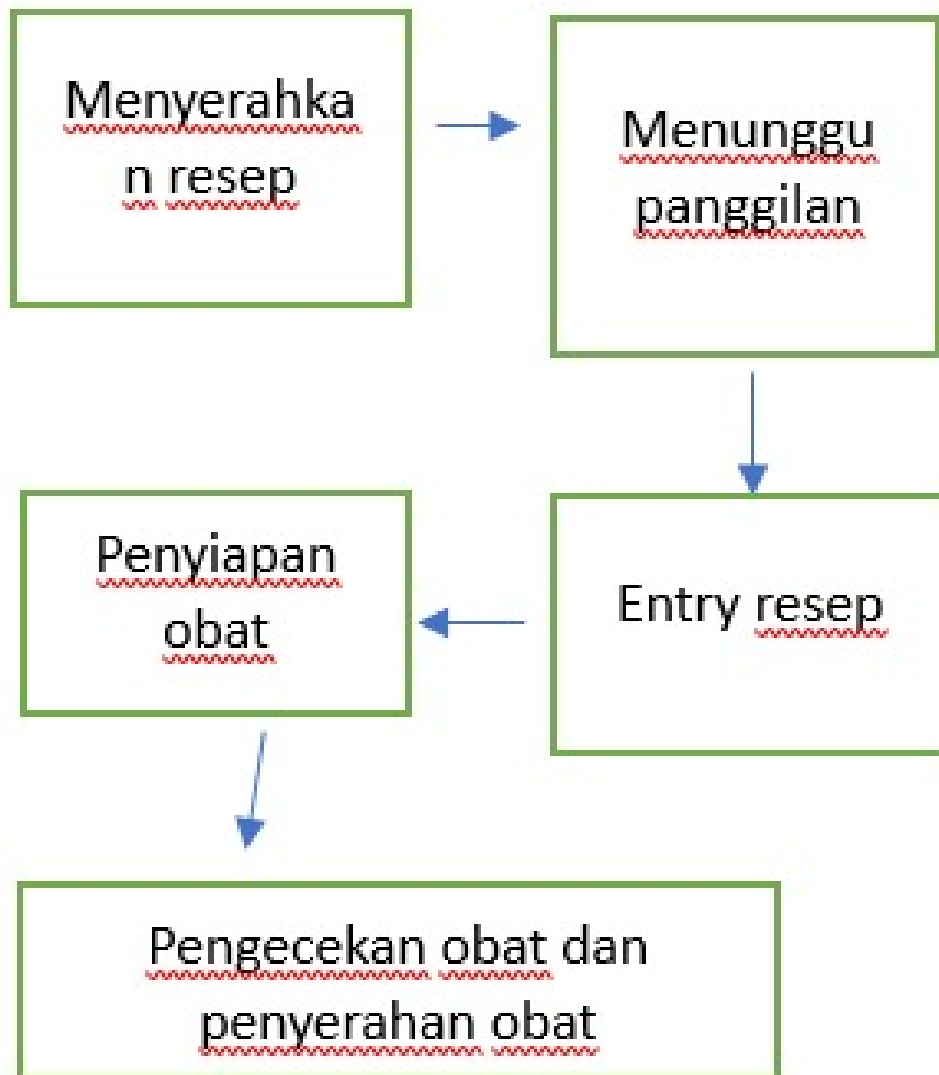 Menyerahka
n resep
Menunggu
panggilan
Entry resep
Penyiapan
obat
Pengecekan obat dan
penyerahan obat